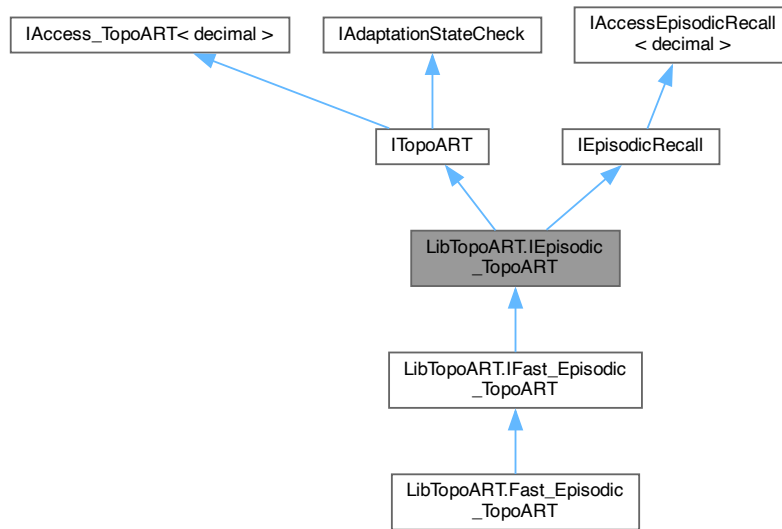 IAccess_TopoART< decimal >
IAdaptationStateCheck
IAccessEpisodicRecall
< decimal >
ITopoART
IEpisodicRecall
LibTopoART.IEpisodic
_TopoART
LibTopoART.IFast_Episodic
_TopoART
LibTopoART.Fast_Episodic
_TopoART